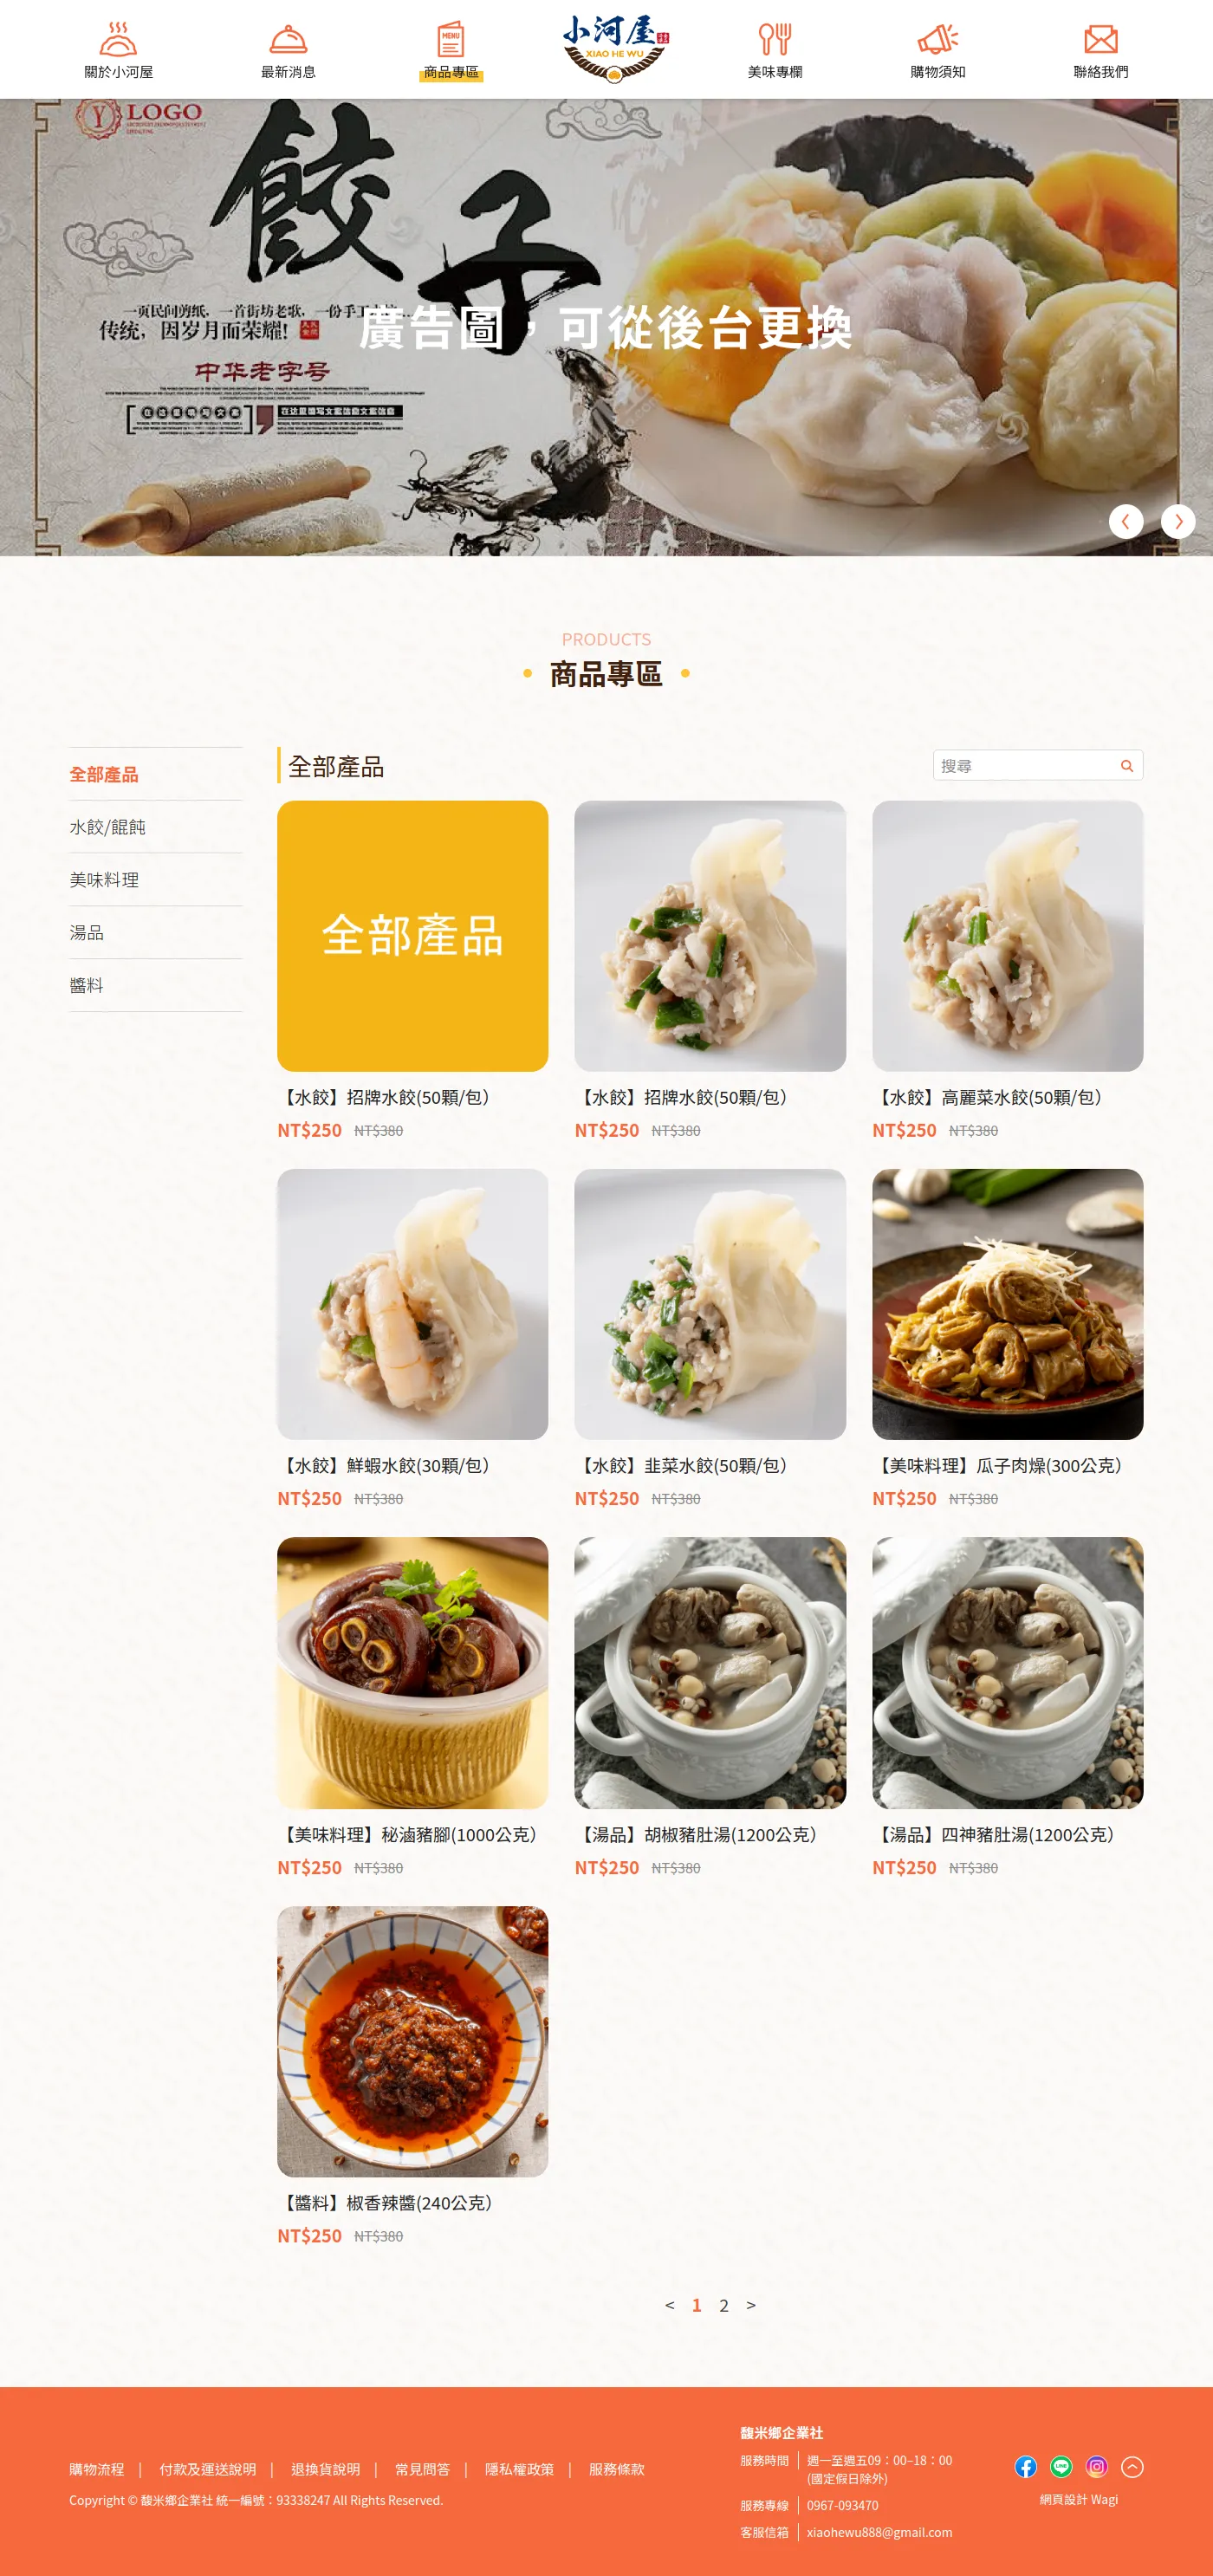 關於小河屋
最新消息
MENU
商品專區
小河屋
XIAO HE WU
美味專欄
購物須知
聯絡我們
LOGO
餃子
一页民间剪纸，一首街坊老歌，一份手工
传统，因岁月而荣耀!
廣告圖，可從後台更換
中华老字号
在这里填写文案
PRODUCTS
商品專區
全部產品
水餃/餛飩
美味料理
湯品
醬料
全部產品
搜尋
全部產品
【水餃】招牌水餃(50顆/包)
NT$250 NT$380
【水餃】招牌水餃(50顆/包)
NT$250 NT$380
【水餃】高麗菜水餃(50顆/包)
NT$250 NT$380
【水餃】鮮蝦水餃(30顆/包)
NT$250 NT$380
【水餃】韭菜水餃(50顆/包)
NT$250 NT$380
【美味料理】瓜子肉燥(300公克)
NT$250 NT$380
【美味料理】秘滷豬腳(1000公克)
NT$250 NT$380
【湯品】胡椒豬肚湯(1200公克)
NT$250 NT$380
【湯品】四神豬肚湯(1200公克)
NT$250 NT$380
【醬料】椒香辣醬(240公克)
NT$250 NT$380
< 1 2 >
購物流程 | 付款及運送說明 | 退換貨說明 | 常見問答 | 隱私權政策 | 服務條款
Copyright © 馥米鄉企業社 統一編號：93338247 All Rights Reserved.
馥米鄉企業社
服務時間 週一至週五09：00–18：00
(國定假日除外)
服務專線 0967-093470
客服信箱 xiaohewu888@gmail.com
LINE
網頁設計 Wagi